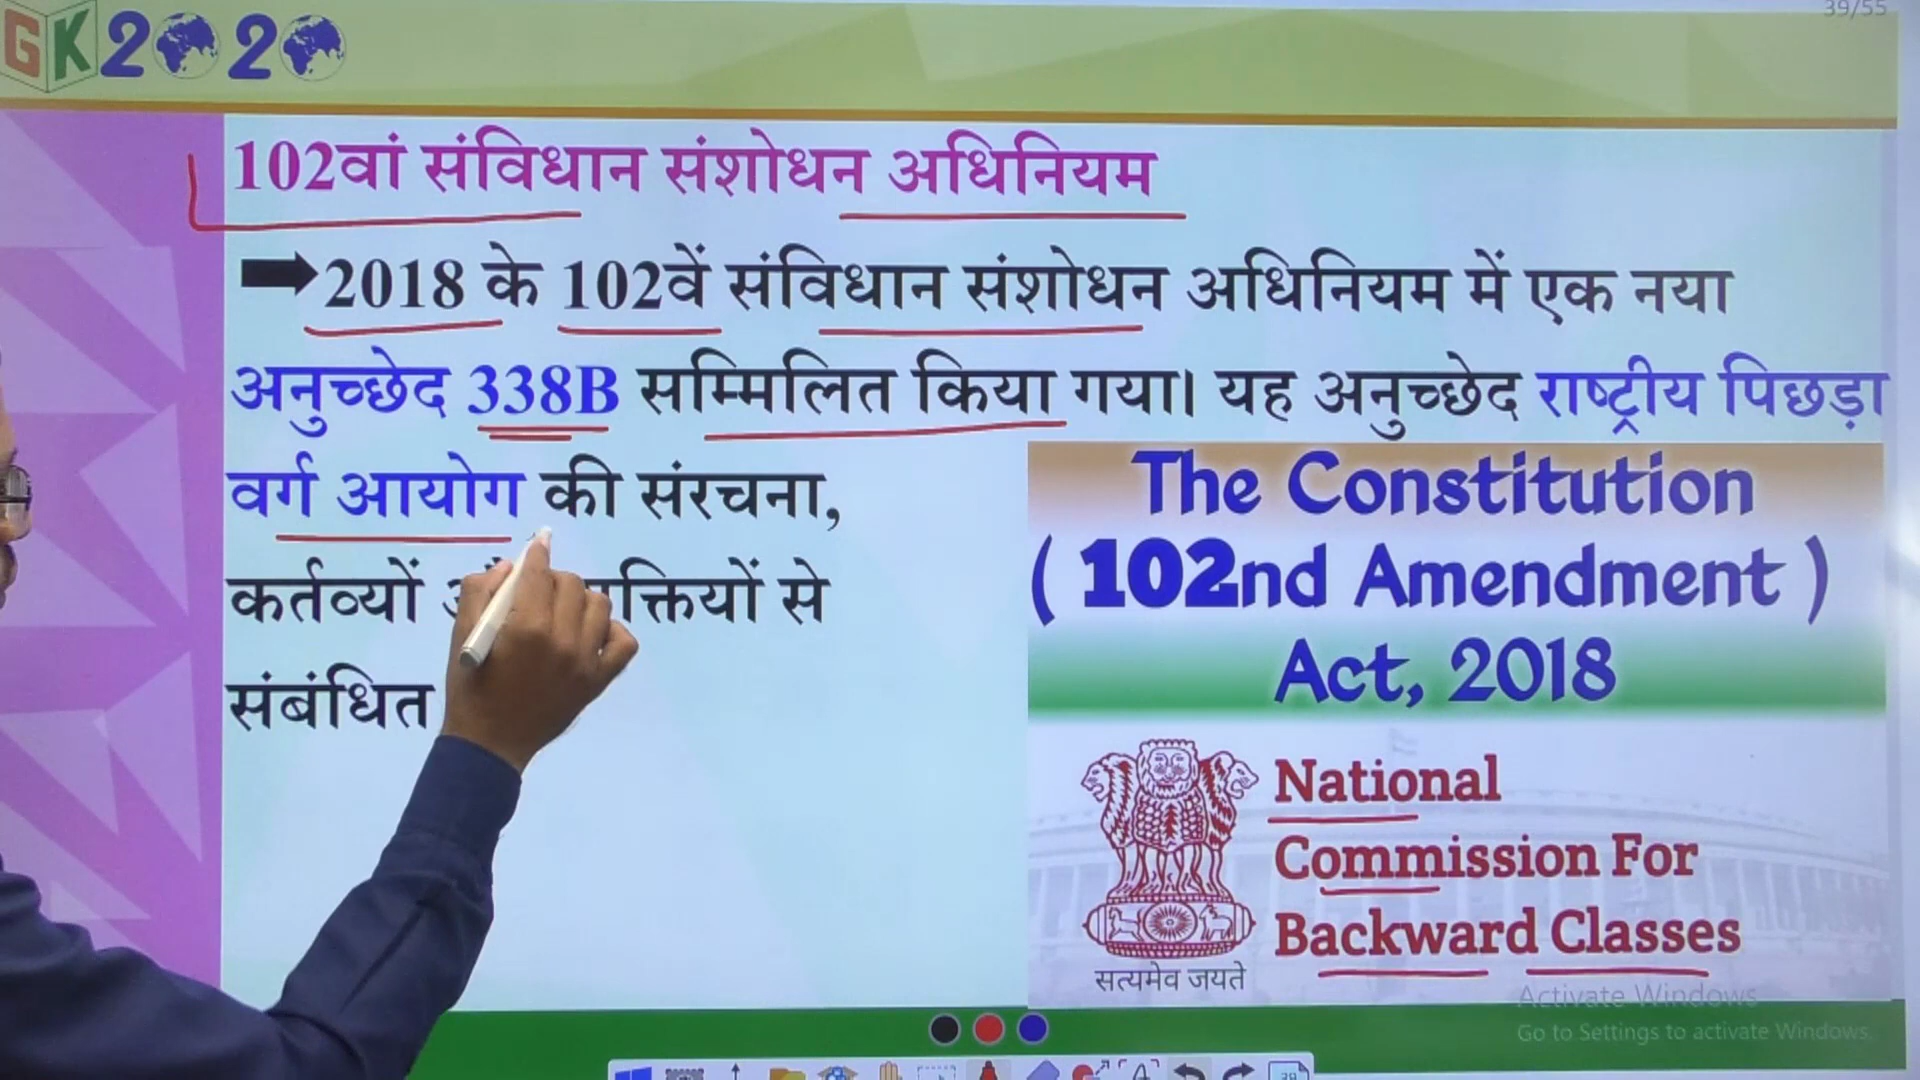 39/55
GK2020
102वां संविधान संशोधन अधिनियम
➡2018 के 102वें संविधान संशोधन अधिनियम में एक नया
अनुच्छेद 338B सम्मिलित किया गया। यह अनुच्छेद राष्ट्रीय पिछड़ा
वर्ग आयोग की संरचना,
कर्तव्यों से
संबंधित
The Constitution
( 102nd Amendment )
Act, 2018
National
Commission For
Backward Classes
सत्यमेव जयते
Activate Windows
Go to Settings to activate Windows.
39